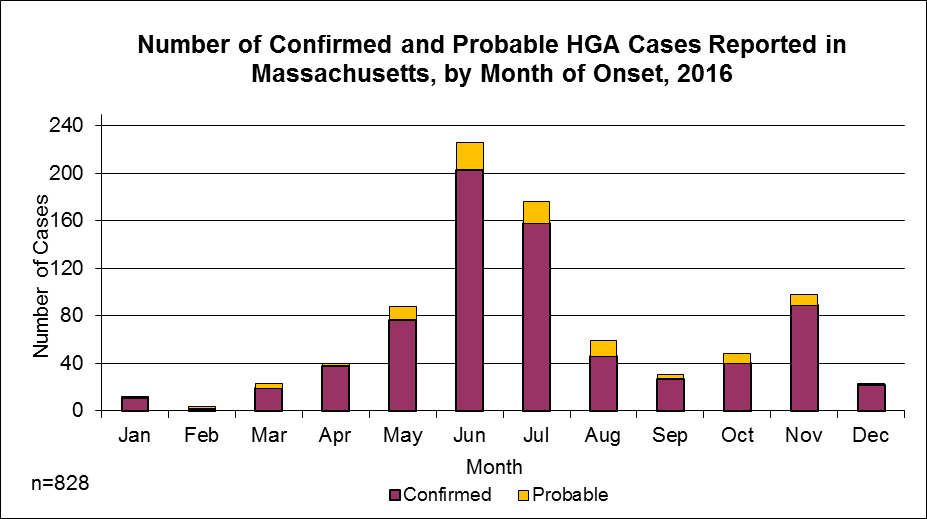 Number of Confirmed and Probable HGA Cases Reported in
Massachusetts, by Month of Onset, 2016
Number of Cases
240
200
160
120
80
40
0
Jan Feb Mar Apr May Jun Jul Aug Sep Oct Nov Dec
Month
n=828
Confirmed Probable